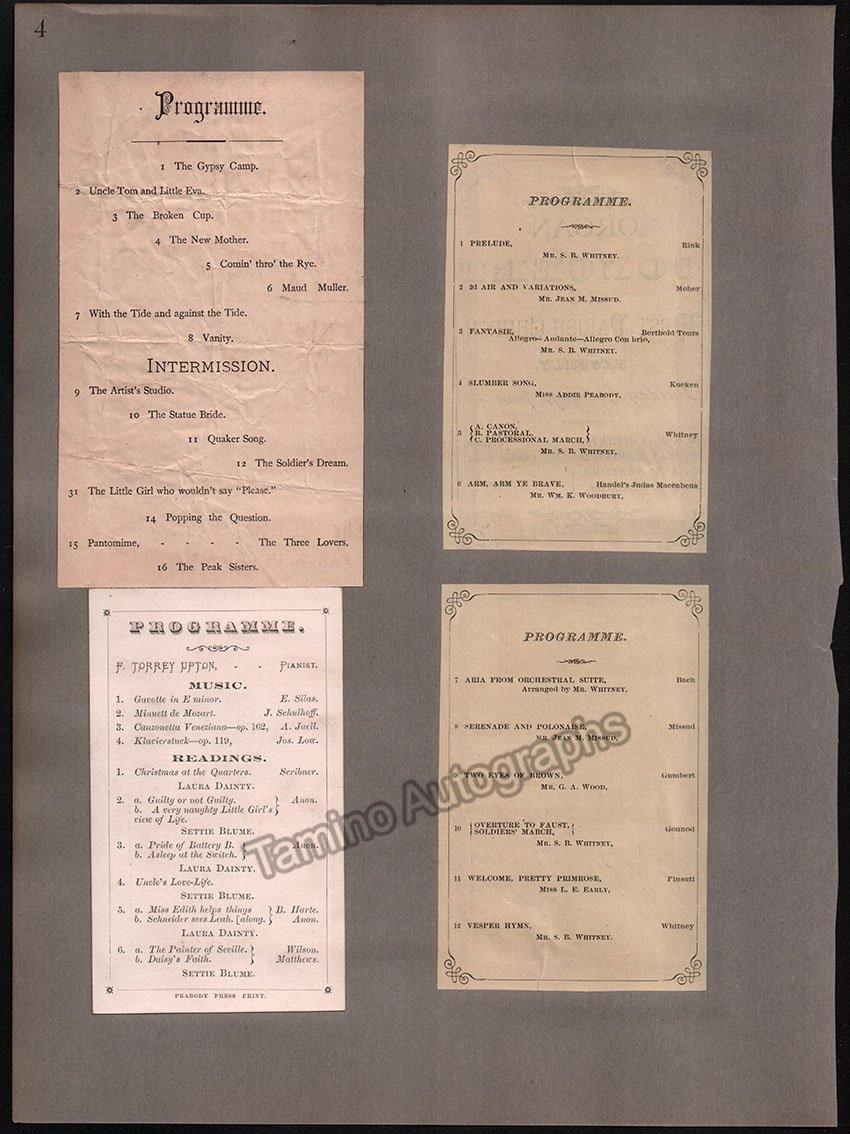 4
Programme.
1 The Gypsy Camp.
2 Uncle Tom and Little Eva.
3 The Broken Cup.
4 The New Mother.
5 Comin' thro' the Rye.
6 Maud Muller.
7 With the Tide and against the Tide.
8 Vanity.
INTERMISSION.
9 The Artist's Studio.
10 The Statue Bride.
11 Quaker Song.
12 The Soldier's Dream.
31 The Little Girl who wouldn't say "Please."
14 Popping the Question.
15 Pantomime, - - - - The Three Lovers.
16 The Peak Sisters.
PROGRAMME.
F. TORREY UPTON, - - PIANIST.
MUSIC.
1. Gavotte in E minor. E. Silas.
2. Minuett de Mozart. J. Schulhoff.
3. Canzonetta Veneziana—op. 162, A. Jaell.
4. Klavierstuck—op. 119, Jos. Low.
READINGS.
1. Christmas at the Quarters. Scribner.
LAURA DAINTY.
2. a. Guilty or not Guilty. } Anon.
b. A very naughty Little Girl's
view of Life.
SETTIE BLUME.
3. a. Pride of Battery B. } Anon.
b. Asleep at the Switch.
LAURA DAINTY.
4. Uncle's Love-Life.
SETTIE BLUME.
5. a. Miss Edith helps things } B. Harte.
b. Schneider sees Leah. [along. } Anon.
LAURA DAINTY.
6. a. The Painter of Seville. } Wilson.
b. Daisy's Faith. } Matthews.
SETTIE BLUME.
PEABODY PRESS PRINT.
PROGRAMME.
1 PRELUDE, Rink
MR. S. B. WHITNEY.
2 2d AIR AND VARIATIONS, Moher
MR. JEAN M. MISSUD.
3 FANTASIE, Berthold Tours
Allegro—Andante—Allegro Con brio,
MR. S. B. WHITNEY.
4 SLUMBER SONG, Kucken
MISS ADDIE PEABODY,
5 { A. CANON,
B. PASTORAL, } Whitney
C. PROCESSIONAL MARCH,
MR. S. B. WHITNEY,
6 ARM, ARM YE BRAVE, Handel's Judas Maccabens
MR. WM. K. WOODBURY,
PROGRAMME.
7 ARIA FROM ORCHESTRAL SUITE, Bach
Arranged by MR. WHITNEY,
8 SERENADE AND POLONAISE, Missud
MR. JEAN M. MISSUD,
9 TWO EYES OF BROWN, Gumbert
MR. G. A. WOOD,
10 { OVERTURE TO FAUST, } Gounod
SOLDIERS' MARCH,
MR. S. B. WHITNEY,
11 WELCOME, PRETTY PRIMROSE, Pinsuti
MISS L. E. EARLY,
12 VESPER HYMN, Whitney
MR. S. B. WHITNEY.
Tamino Autographs